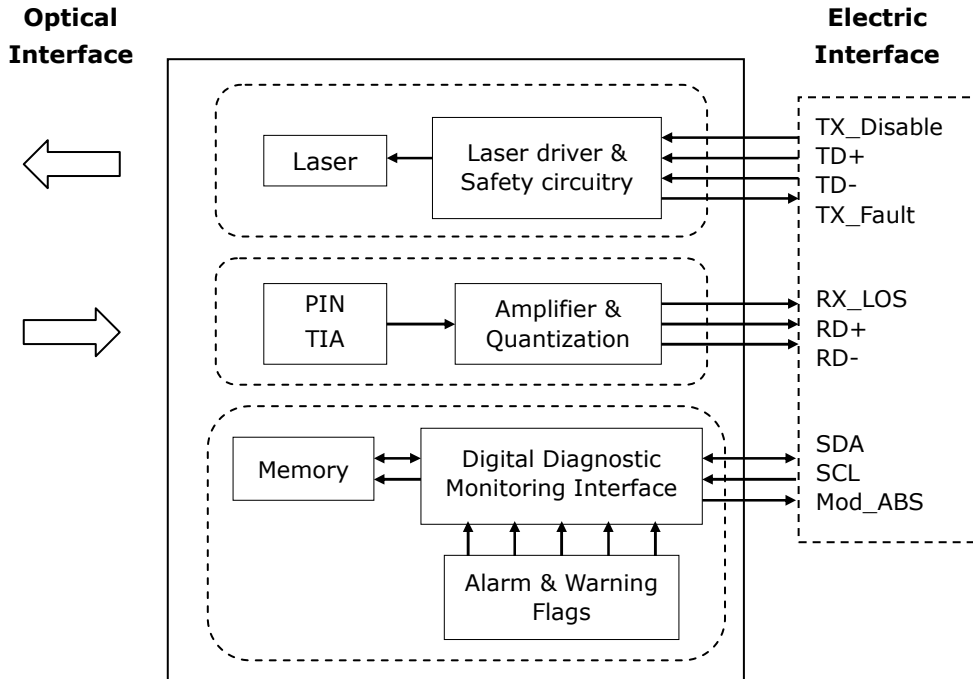 Optical
Interface
Electric
Interface
Laser
Laser driver &
Safety circuitry
TX_Disable
TD+
TD-
TX_Fault
PIN
TIA
Amplifier &
Quantization
RX_LOS
RD+
RD-
Memory
Digital Diagnostic
Monitoring Interface
SDA
SCL
Mod_ABS
Alarm & Warning
Flags